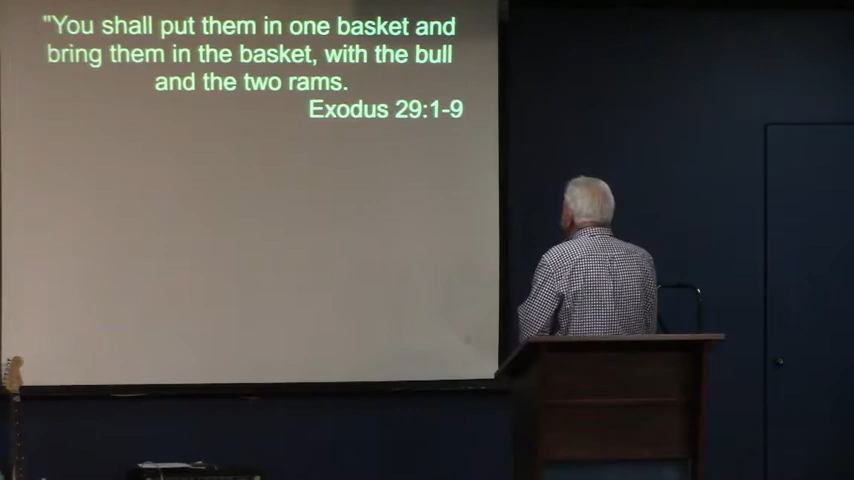 "You shall put them in one basket and
bring them in the basket, with the bull
and the two rams.
Exodus 29:1-9